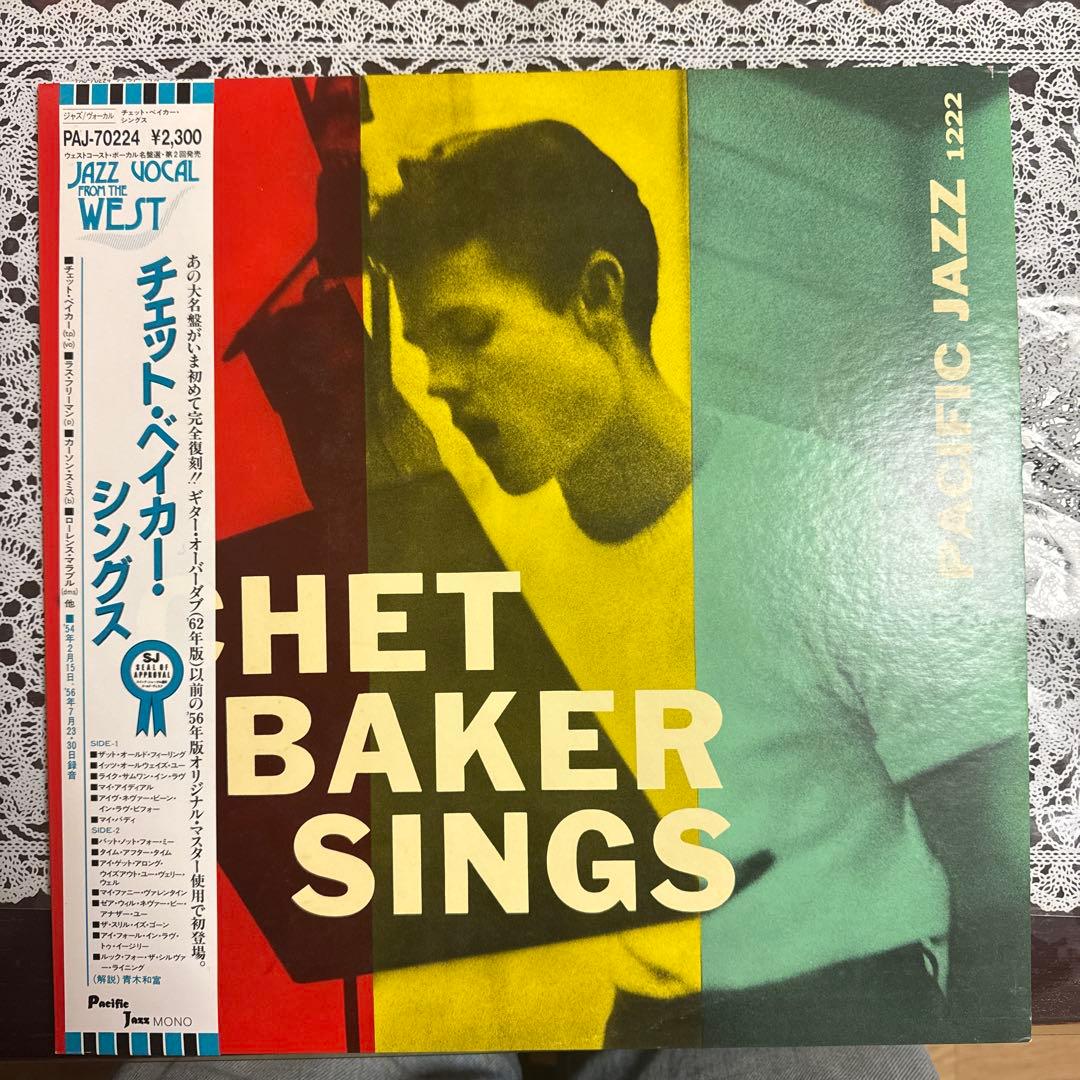 ジャズ/ヴォーカル
チェット・ベイカー・
シングス
PAJ-70224 ¥2,300
ウェストコースト・ボーカル名盤選・第2回発売
JAZZ VOCAL
FROM THE
WEST
あの大名盤がいま初めて完全復刻!! ギター・オーバーダブ('62年版)以前の'56年版オリジナル・マスター使用で初登場。
チェット・ベイカー・
シングス
■チェット・ベイカー(tp)(vo)■ラス・フリーマン(p)■カーソン・スミス(b)■ローレンス・マラブル(dms)他 ■'54年2月15日、'56年7月23・30日録音
SJ
SEAL OF
APPROVAL
SIDE-1
■ザット・オールド・フィーリング
■イッツ・オールウェイズ・ユー
■ライク・サムワン・イン・ラヴ
■マイ・アイディアル
■アイヴ・ネヴァー・ビーン・
イン・ラヴ・ビフォー
■マイ・バディ
SIDE-2
■バット・ノット・フォー・ミー
■タイム・アフター・タイム
■アイ・ゲット・アロング・
ウイズアウト・ユー・ヴェリー・
ウェル
■マイ・ファニー・ヴァレンタイン
■ゼア・ウィル・ネヴァー・ビー・
アナザー・ユー
■ザ・スリル・イズ・ゴーン
■アイ・フォール・イン・ラヴ・
トゥ・イージリー
■ルック・フォー・ザ・シルヴァ
ー・ライニング
(解説)青木和富
Pacific
Jazz MONO
CHET
BAKER
SINGS
PACIFIC JAZZ 1222